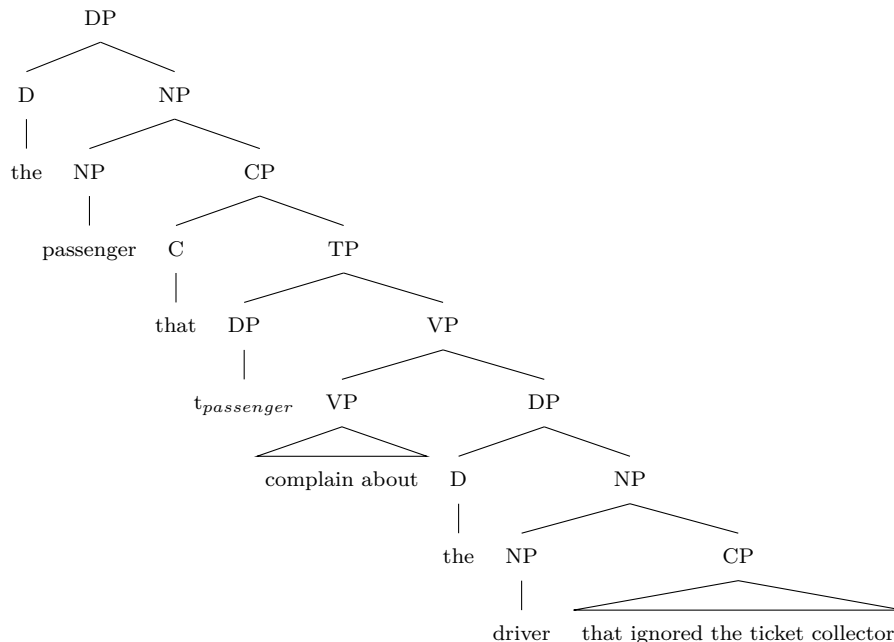 DP
D NP
the NP CP
passenger C TP
that DP VP
t_passenger VP DP
complain about D NP
the NP CP
driver that ignored the ticket collector